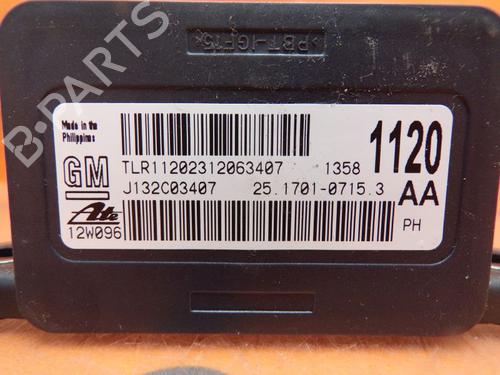 >PBT-IGF15<
B-PARTS
Made in the
Philippines
1120
GM
TLR11202312063407 1358
J132C03407 25.1701-0715.3
AA
Ate
12W096
PH